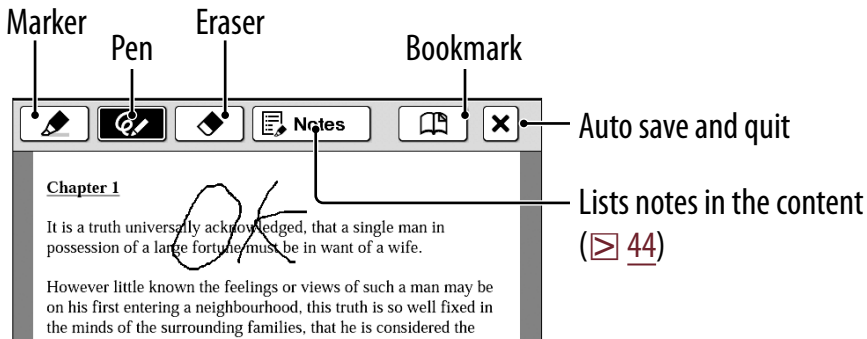 Marker
Pen
Eraser
Bookmark
Notes
Auto save and quit
Lists notes in the content
(> 44)
Chapter 1
OK
It is a truth universally acknowledged, that a single man in
possession of a large fortune must be in want of a wife.
However little known the feelings or views of such a man may be
on his first entering a neighbourhood, this truth is so well fixed in
the minds of the surrounding families, that he is considered the